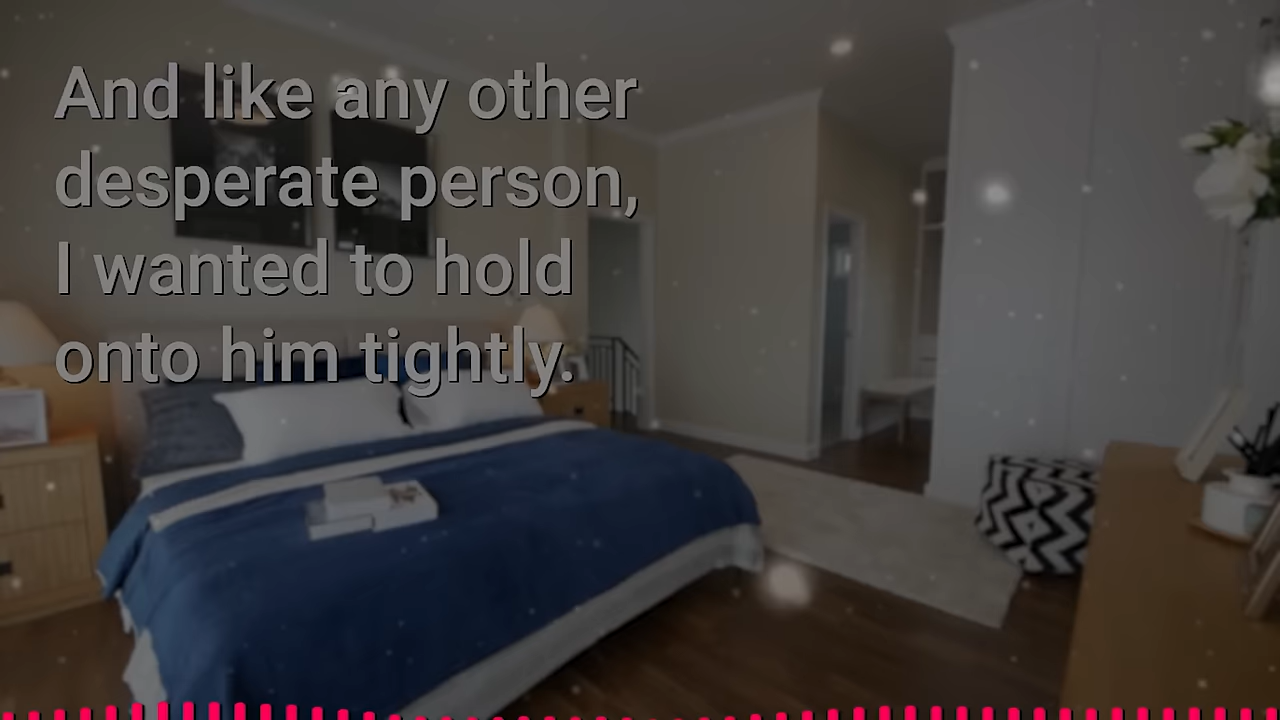 And like any other
desperate person,
I wanted to hold
onto him tightly.